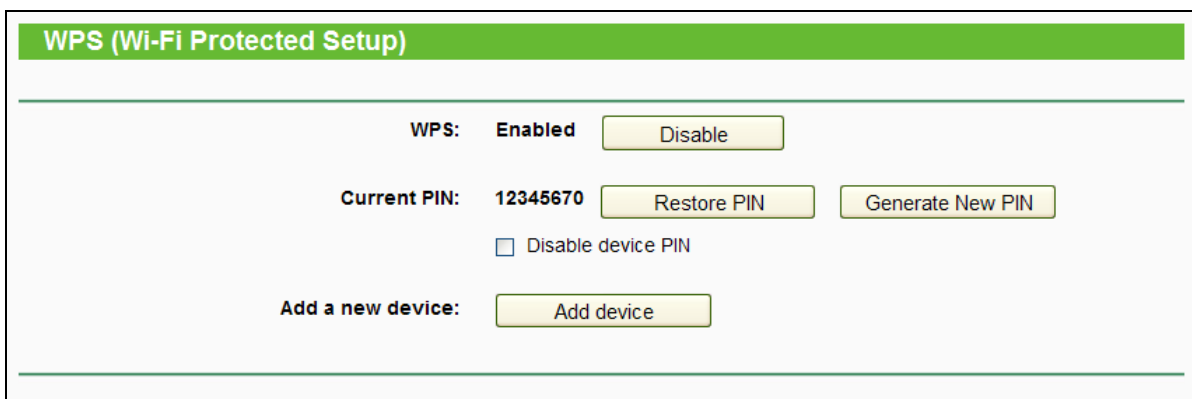 WPS (Wi-Fi Protected Setup)
WPS: Enabled Disable
Current PIN: 12345670 Restore PIN Generate New PIN
Disable device PIN
Add a new device: Add device